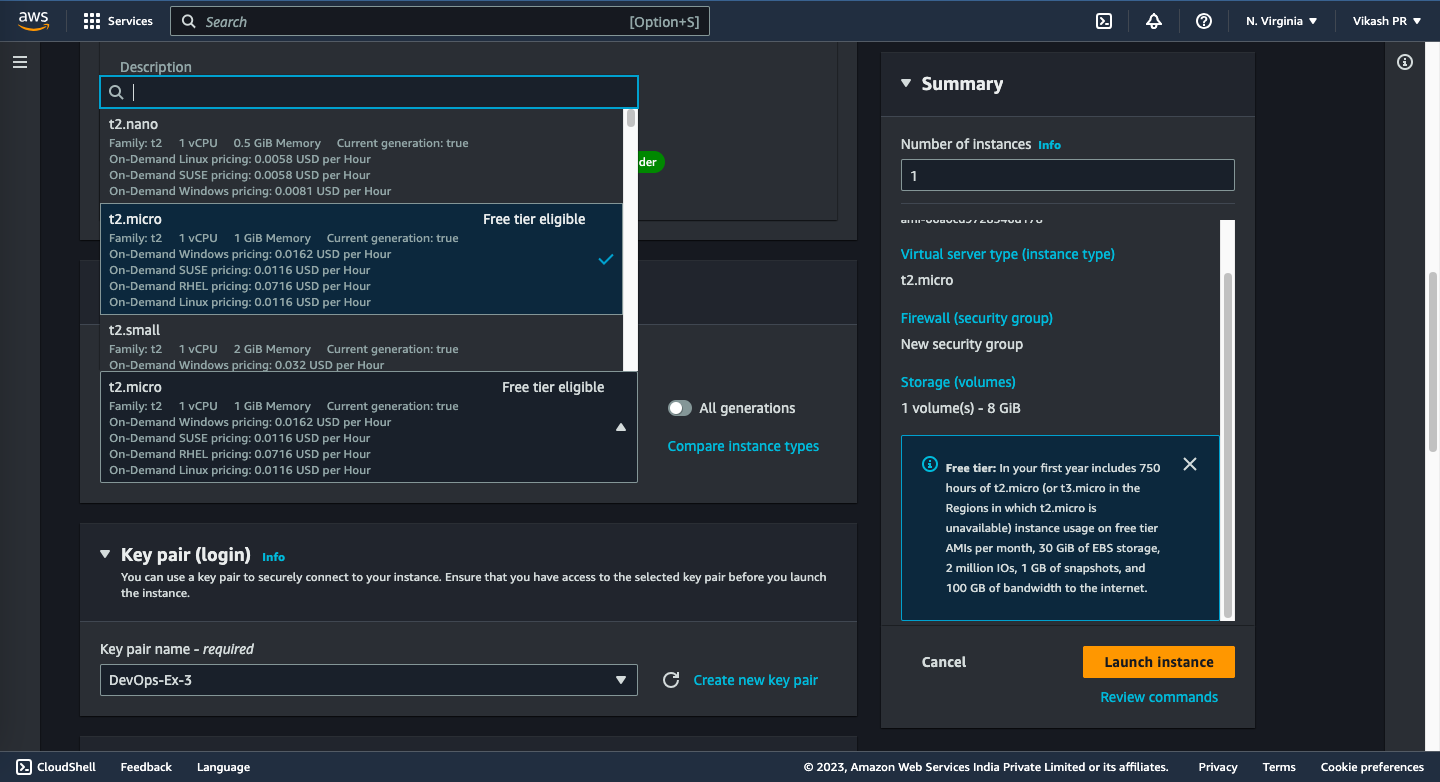 aws
Services
Search
[Option+S]
N. Virginia
Vikash PR
Description
t2.nano
Family: t2 1 vCPU 0.5 GiB Memory Current generation: true
On-Demand Linux pricing: 0.0058 USD per Hour
On-Demand SUSE pricing: 0.0058 USD per Hour
On-Demand Windows pricing: 0.0081 USD per Hour
der
t2.micro Free tier eligible
Family: t2 1 vCPU 1 GiB Memory Current generation: true
On-Demand Windows pricing: 0.0162 USD per Hour
On-Demand SUSE pricing: 0.0116 USD per Hour
On-Demand RHEL pricing: 0.0716 USD per Hour
On-Demand Linux pricing: 0.0116 USD per Hour
t2.small
Family: t2 1 vCPU 2 GiB Memory Current generation: true
On-Demand Windows pricing: 0.032 USD per Hour
t2.micro Free tier eligible
Family: t2 1 vCPU 1 GiB Memory Current generation: true
On-Demand Windows pricing: 0.0162 USD per Hour
On-Demand SUSE pricing: 0.0116 USD per Hour
On-Demand RHEL pricing: 0.0716 USD per Hour
On-Demand Linux pricing: 0.0116 USD per Hour
All generations
Compare instance types
Key pair (login) Info
You can use a key pair to securely connect to your instance. Ensure that you have access to the selected key pair before you launch
the instance.
Key pair name - required
DevOps-Ex-3
Create new key pair
Summary
Number of instances Info
1
Virtual server type (instance type)
t2.micro
Firewall (security group)
New security group
Storage (volumes)
1 volume(s) - 8 GiB
Free tier: In your first year includes 750
hours of t2.micro (or t3.micro in the
Regions in which t2.micro is
unavailable) instance usage on free tier
AMIs per month, 30 GiB of EBS storage,
2 million IOs, 1 GB of snapshots, and
100 GB of bandwidth to the internet.
Cancel
Launch instance
Review commands
CloudShell Feedback Language
© 2023, Amazon Web Services India Private Limited or its affiliates. Privacy Terms Cookie preferences